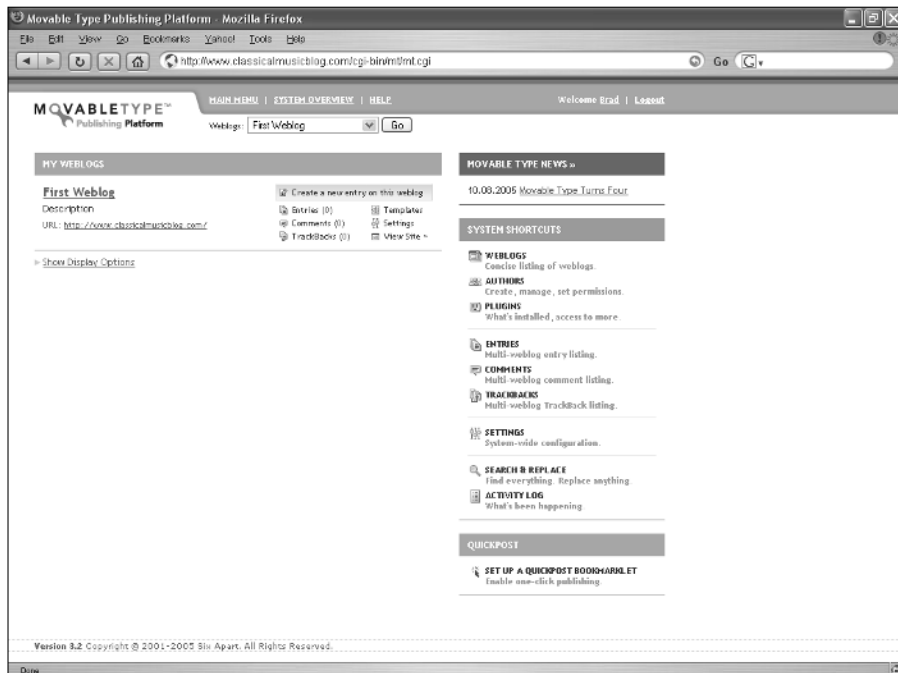 Movable Type Publishing Platform - Mozilla Firefox
File Edit View Go Bookmarks Yahoo! Tools Help
http://www.classicalmusicblog.com/cgi-bin/mt/mt.cgi
Go
MOVABLETYPE™
Publishing Platform
MAIN MENU | SYSTEM OVERVIEW | HELP
Welcome Brad | Logout
Weblogs: First Weblog Go
MY WEBLOGS
First Weblog
Description
URL: http://www.classicalmusicblog.com/
Create a new entry on this weblog
Entries (0) Templates
Comments (0) Settings
TrackBacks (0) View Site »
Show Display Options
MOVABLE TYPE NEWS »
10.08.2005 Movable Type Turns Four
SYSTEM SHORTCUTS
WEBLOGS
Concise listing of weblogs.
AUTHORS
Create, manage, set permissions.
PLUGINS
What's installed, access to more.
ENTRIES
Multi-weblog entry listing.
COMMENTS
Multi-weblog comment listing.
TRACKBACKS
Multi-weblog TrackBack listing.
SETTINGS
System-wide configuration.
SEARCH & REPLACE
Find everything. Replace anything.
ACTIVITY LOG
What's been happening.
QUICKPOST
SET UP A QUICKPOST BOOKMARKLET
Enable one-click publishing.
Version 3.2 Copyright © 2001-2005 Six Apart. All Rights Reserved.
Done